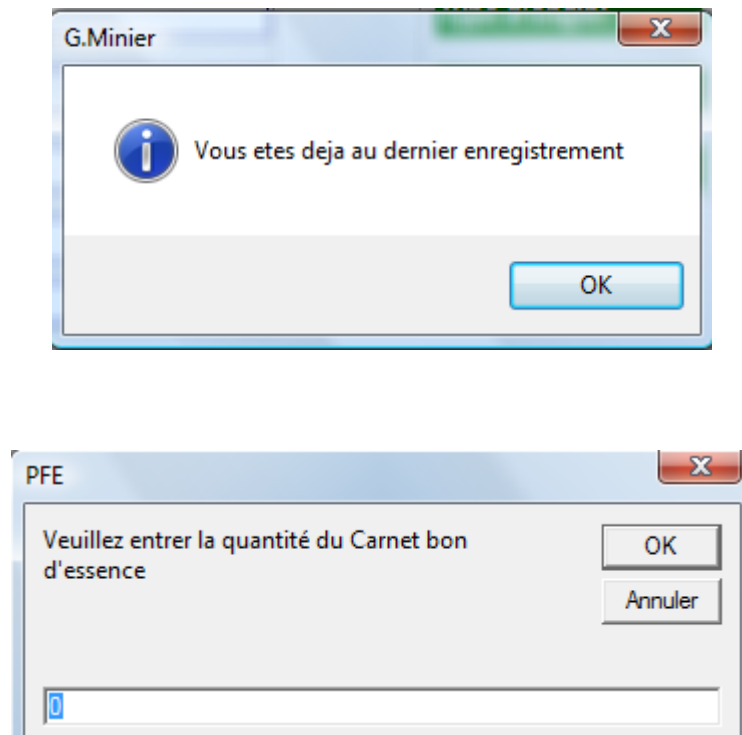 G.Minier
Vous etes deja au dernier enregistrement
OK
PFE
Veuillez entrer la quantité du Carnet bon
d'essence
OK
Annuler
0